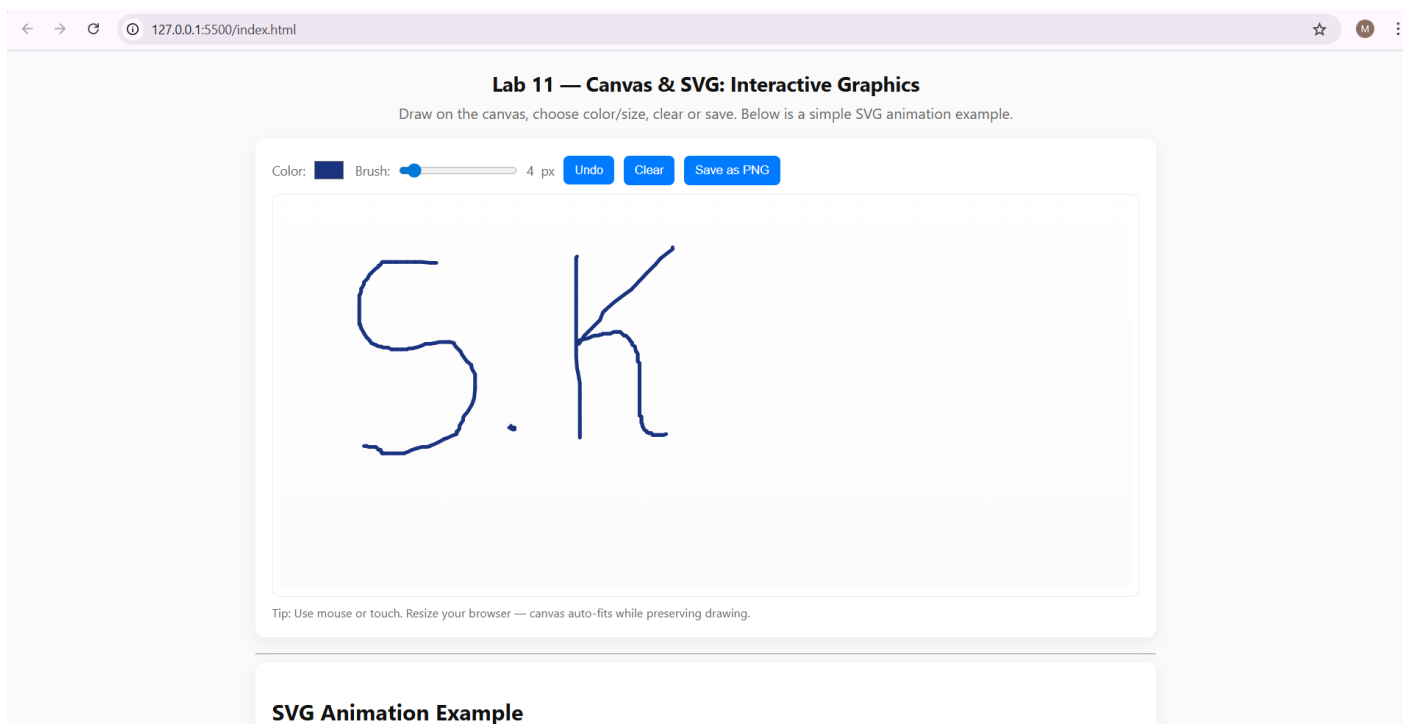 127.0.0.1:5500/index.html
M
Lab 11 — Canvas & SVG: Interactive Graphics
Draw on the canvas, choose color/size, clear or save. Below is a simple SVG animation example.
Color: Brush: 4 px Undo Clear Save as PNG
S.K
Tip: Use mouse or touch. Resize your browser — canvas auto-fits while preserving drawing.
SVG Animation Example